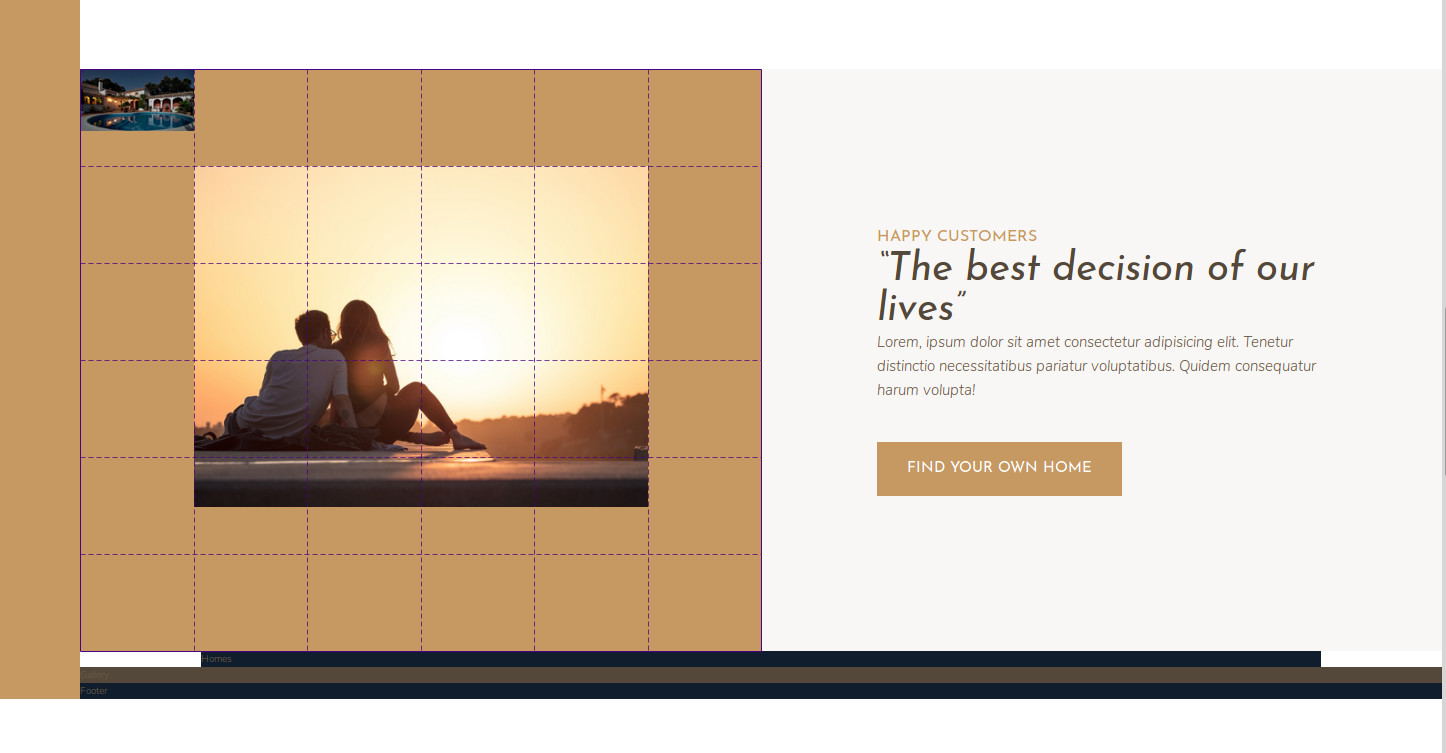 HAPPY CUSTOMERS
“The best decision of our
lives”
Lorem, ipsum dolor sit amet consectetur adipisicing elit. Tenetur
distinctio necessitatibus pariatur voluptatibus. Quidem consequatur
harum volupta!
FIND YOUR OWN HOME
Homes
Gallery
Footer